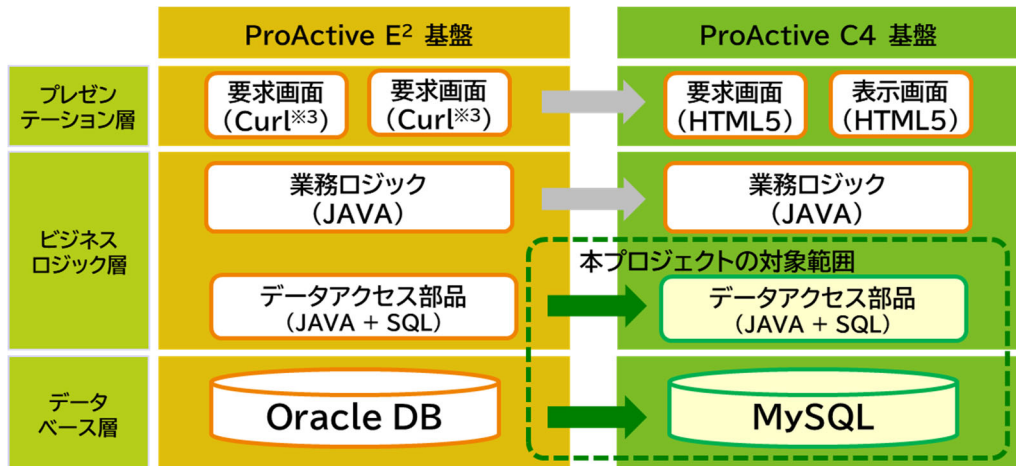 ProActive E² 基盤
ProActive C4 基盤
プレゼン
テーション層
要求画面
(Curl※3)
要求画面
(Curl※3)
要求画面
(HTML5)
表示画面
(HTML5)
ビジネス
ロジック層
業務ロジック
(JAVA)
業務ロジック
(JAVA)
本プロジェクトの対象範囲
データアクセス部品
(JAVA + SQL)
データアクセス部品
(JAVA + SQL)
データ
ベース層
Oracle DB
MySQL